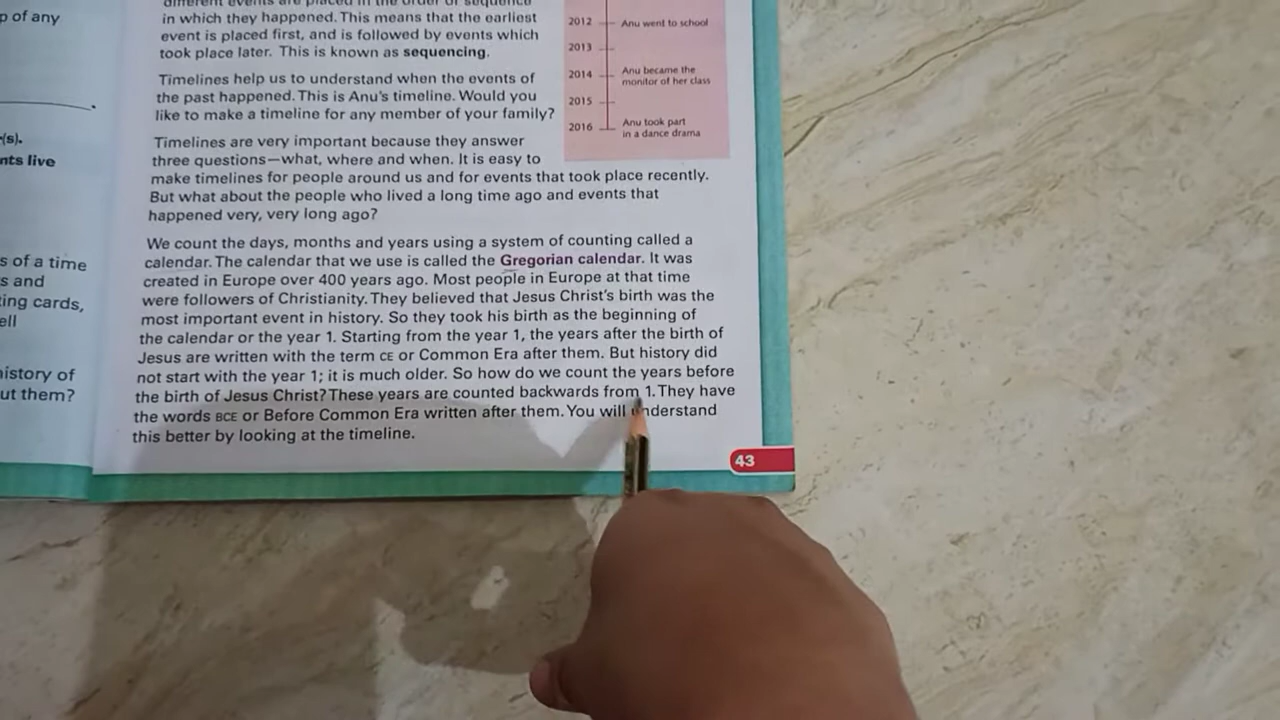 p of any
(s).
nts live
s of a time
s and
ing cards,
ell
istory of
ut them?
different events are placed in the order of sequence
in which they happened. This means that the earliest
event is placed first, and is followed by events which
took place later. This is known as sequencing.
Timelines help us to understand when the events of
the past happened. This is Anu's timeline. Would you
like to make a timeline for any member of your family?
Timelines are very important because they answer
three questions—what, where and when. It is easy to
make timelines for people around us and for events that took place recently.
But what about the people who lived a long time ago and events that
happened very, very long ago?
We count the days, months and years using a system of counting called a
calendar. The calendar that we use is called the Gregorian calendar. It was
created in Europe over 400 years ago. Most people in Europe at that time
were followers of Christianity. They believed that Jesus Christ's birth was the
most important event in history. So they took his birth as the beginning of
the calendar or the year 1. Starting from the year 1, the years after the birth of
Jesus are written with the term CE or Common Era after them. But history did
not start with the year 1; it is much older. So how do we count the years before
the birth of Jesus Christ? These years are counted backwards from 1. They have
the words BCE or Before Common Era written after them. You will understand
this better by looking at the timeline.
2012 Anu went to school
2013
2014 Anu became the
monitor of her class
2015
2016 Anu took part
in a dance drama
43